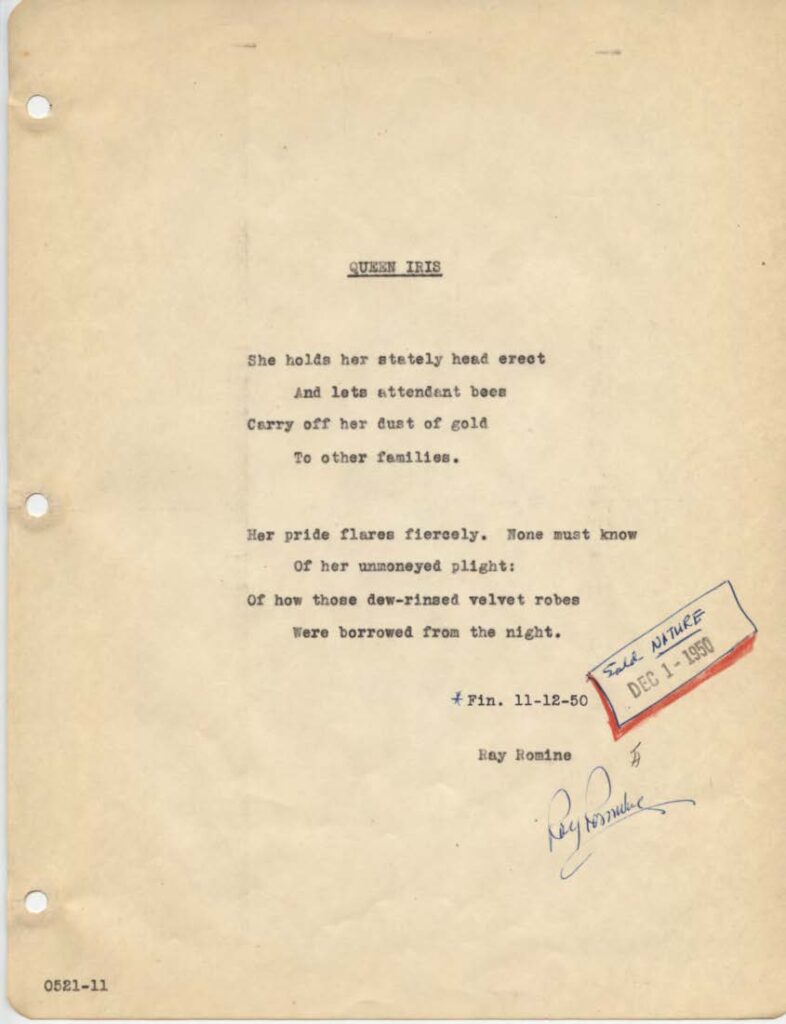 QUEEN IRIS
She holds her stately head erect
And lets attendant bees
Carry off her dust of gold
To other families.
Her pride flares fiercely. None must know
Of her unmoneyed plight:
Of how those dew-rinsed velvet robes
Were borrowed from the night.
Sold NATURE
DEC 1 - 1950
*Fin. 11-12-50
Ray Romine
Ray Romine
0521-11